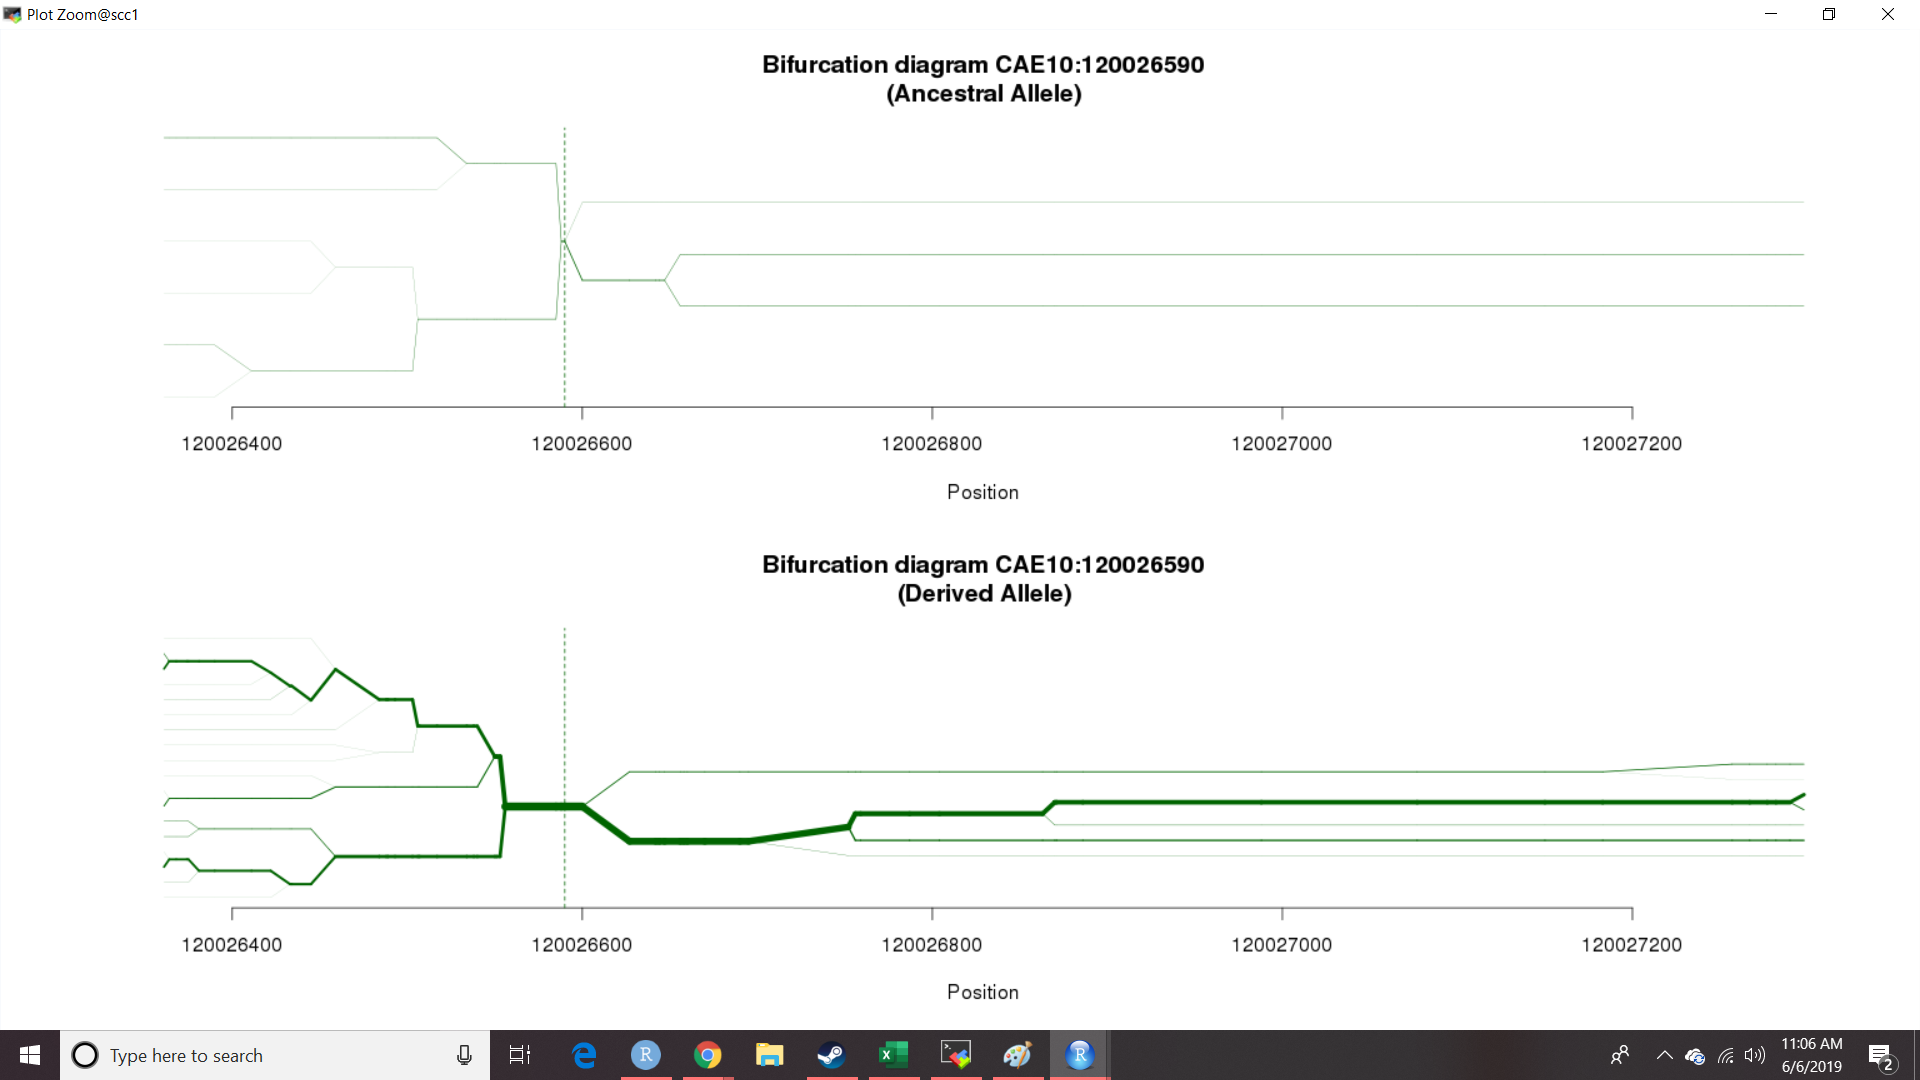 Plot Zoom@scc1
Bifurcation diagram CAE10:120026590
(Ancestral Allele)
120026400 120026600 120026800 120027000 120027200
Position
Bifurcation diagram CAE10:120026590
(Derived Allele)
120026400 120026600 120026800 120027000 120027200
Position
Type here to search
R
R
11:06 AM
6/6/2019
2